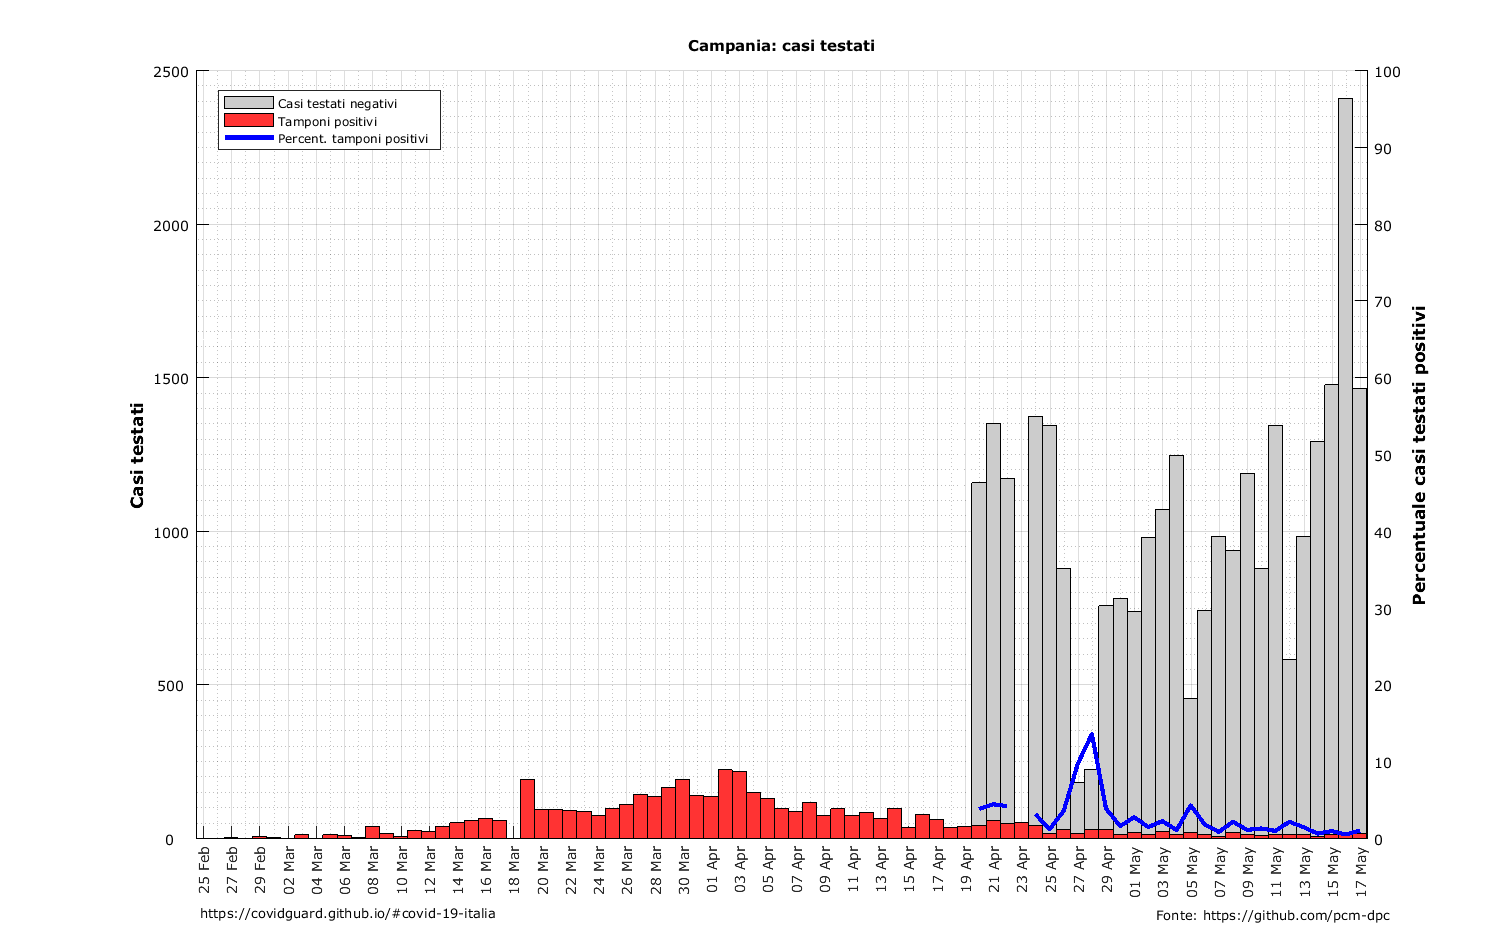 Campania: casi testati
Casi testati negativi
Tamponi positivi
Percent. tamponi positivi
Casi testati
2500
2000
1500
1000
500
0
100
90
80
70
60
50
40
30
20
10
0
Percentuale casi testati positivi
25 Feb
27 Feb
29 Feb
02 Mar
04 Mar
06 Mar
08 Mar
10 Mar
12 Mar
14 Mar
16 Mar
18 Mar
20 Mar
22 Mar
24 Mar
26 Mar
28 Mar
30 Mar
01 Apr
03 Apr
05 Apr
07 Apr
09 Apr
11 Apr
13 Apr
15 Apr
17 Apr
19 Apr
21 Apr
23 Apr
25 Apr
27 Apr
29 Apr
01 May
03 May
05 May
07 May
09 May
11 May
13 May
15 May
17 May
https://covidguard.github.io/#covid-19-italia
Fonte: https://github.com/pcm-dpc